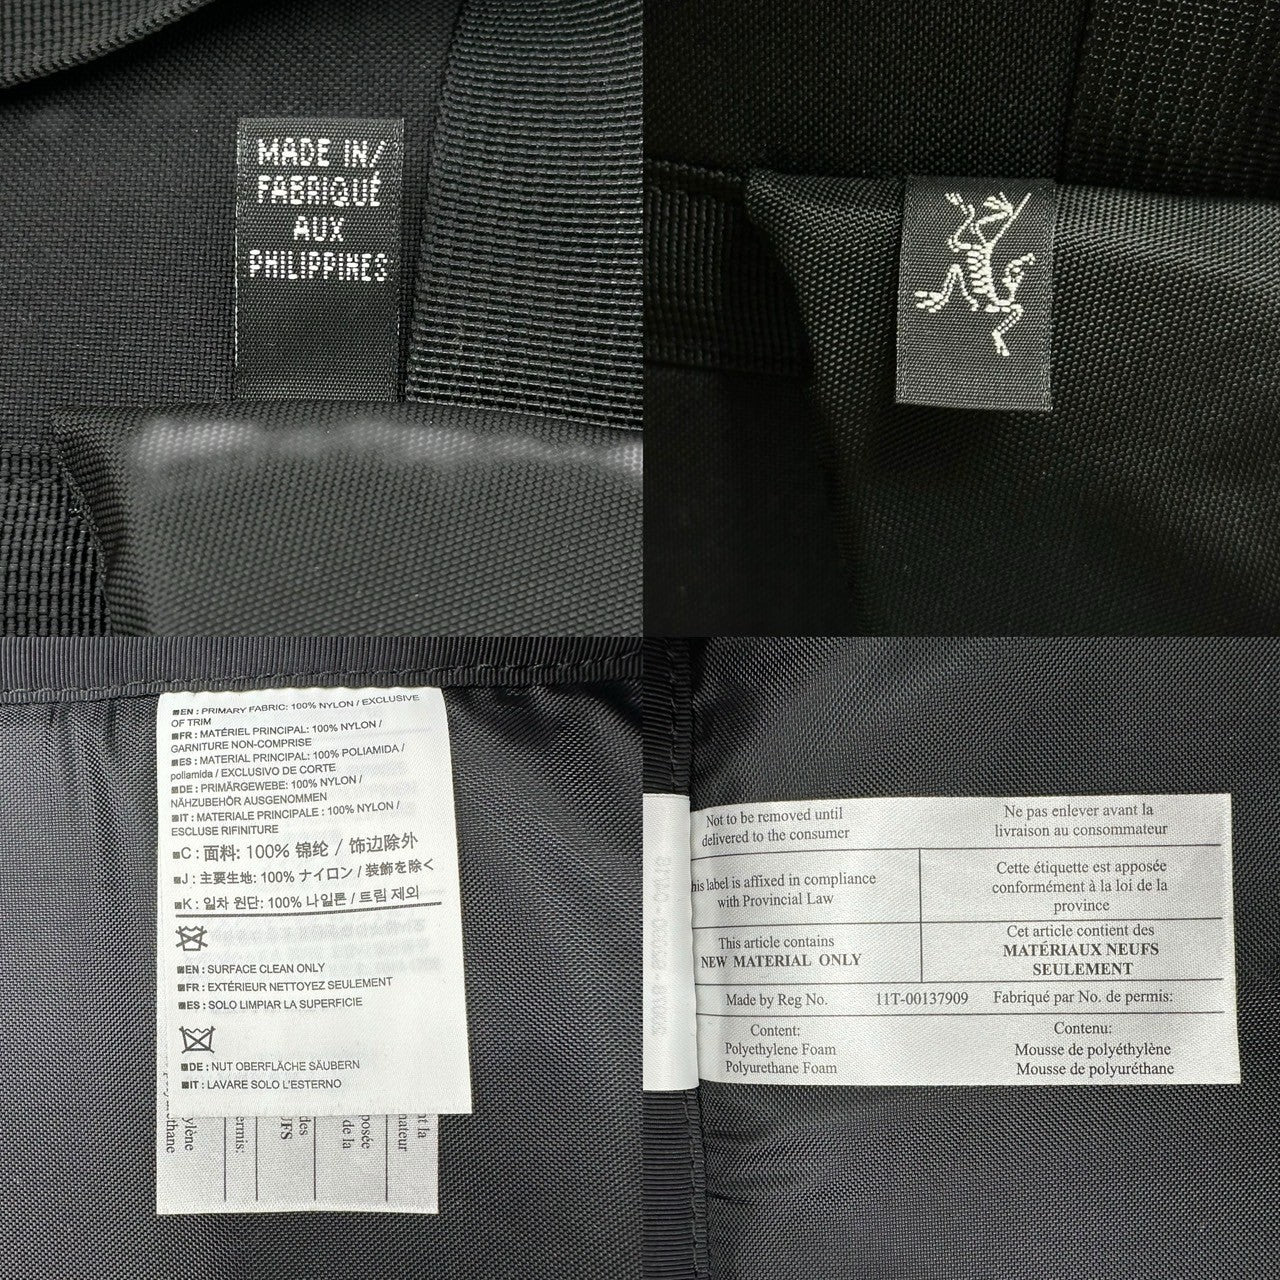 MADE IN/
FABRIQUÉ
AUX
PHILIPPINES
EN : PRIMARY FABRIC: 100% NYLON / EXCLUSIVE
OF TRIM
FR : MATÉRIEL PRINCIPAL: 100% NYLON /
GARNITURE NON-COMPRISE
ES : MATERIAL PRINCIPAL: 100% POLIAMIDA /
poliamida / EXCLUSIVO DE CORTE
DE : PRIMÄRGEWEBE: 100% NYLON /
NÄHZUBEHÖR AUSGENOMMEN
IT : MATERIALE PRINCIPALE : 100% NYLON /
ESCLUSE RIFINITURE
C : 面料: 100% 锦纶 / 饰边除外
J : 主要生地: 100% ナイロン / 装飾を除く
K : 일차 원단: 100% 나일론 / 트림 제외
EN : SURFACE CLEAN ONLY
FR : EXTÉRIEUR NETTOYEZ SEULEMENT
ES : SOLO LIMPIAR LA SUPERFICIE
DE : NUT OBERFLÄCHE SÄUBERN
IT : LAVARE SOLO L'ESTERNO
Not to be removed until
delivered to the consumer
Ne pas enlever avant la
livraison au consommateur
his label is affixed in compliance
with Provincial Law
Cette étiquette est apposée
conformément à la loi de la
province
This article contains
NEW MATERIAL ONLY
Cet article contient des
MATÉRIAUX NEUFS
SEULEMENT
Made by Reg No. 11T-00137909 Fabriqué par No. de permis:
Content:
Polyethylene Foam
Polyurethane Foam
Contenu:
Mousse de polyéthylène
Mousse de polyuréthane